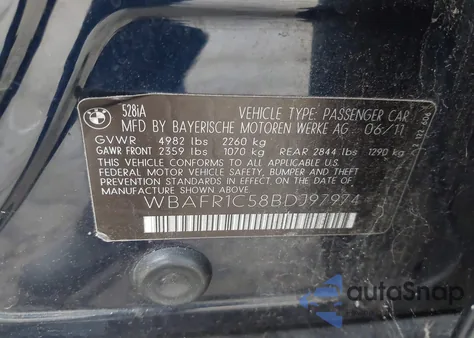 BMW
528iA
VEHICLE TYPE: PASSENGER CAR
MFD BY BAYERISCHE MOTOREN WERKE AG 06/11
GVWR 4982 lbs 2260 kg
GAWR FRONT 2359 lbs 1070 kg REAR 2844 lbs 1290 kg
THIS VEHICLE CONFORMS TO ALL APPLICABLE U.S.
FEDERAL MOTOR VEHICLE SAFETY, BUMPER, AND
THEFT PREVENTION STANDARDS IN EFFECT ON THE DATE OF
MANUFACTURE SHOWN ABOVE
WBAFR1C58BDJ97974
autoSnap